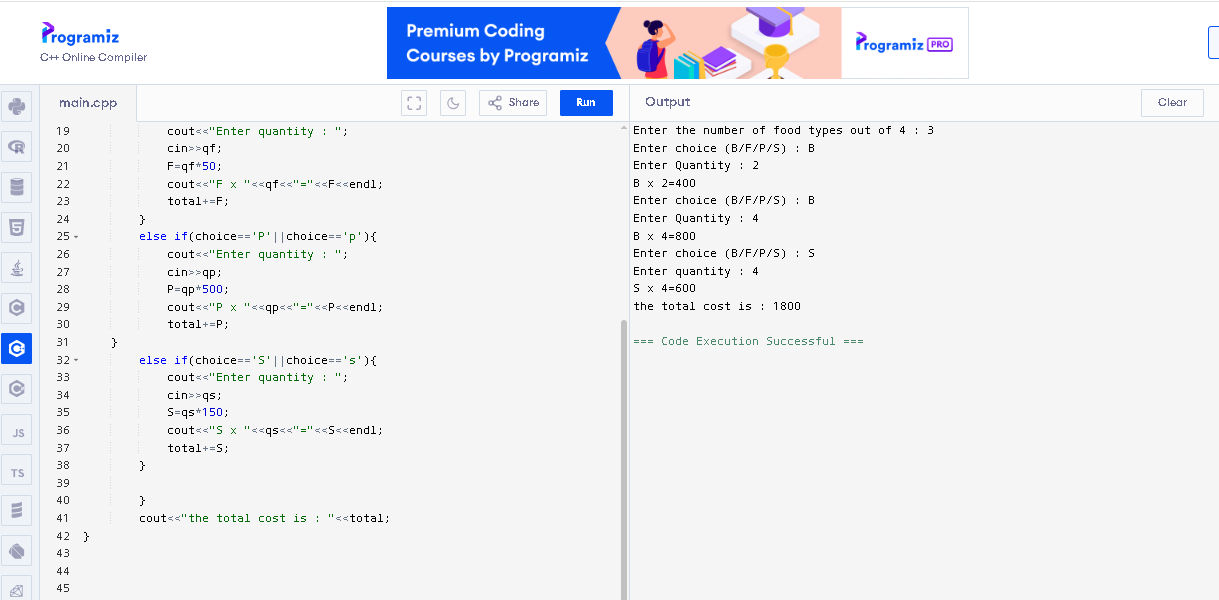 Programiz
C++ Online Compiler
Premium Coding
Courses by Programiz
Programiz PRO
main.cpp
Share
Run
Output
Clear
19 cout<<"Enter quantity : ";
20 cin>>qf;
21 F=qf*50;
22 cout<<"F x "<<qf<<"="<<F<<endl;
23 total+=F;
24 }
25 else if(choice=='P'||choice=='p'){
26 cout<<"Enter quantity : ";
27 cin>>qp;
28 P=qp*500;
29 cout<<"P x "<<qp<<"="<<P<<endl;
30 total+=P;
31 }
32 else if(choice=='S'||choice=='s'){
33 cout<<"Enter quantity : ";
34 cin>>qs;
35 S=qs*150;
36 cout<<"S x "<<qs<<"="<<S<<endl;
37 total+=S;
38 }
39
40 }
41 cout<<"the total cost is : "<<total;
42 }
43
44
45
JS
TS
Enter the number of food types out of 4 : 3
Enter choice (B/F/P/S) : B
Enter Quantity : 2
B x 2=400
Enter choice (B/F/P/S) : B
Enter Quantity : 4
B x 4=800
Enter choice (B/F/P/S) : S
Enter quantity : 4
S x 4=600
the total cost is : 1800
=== Code Execution Successful ===